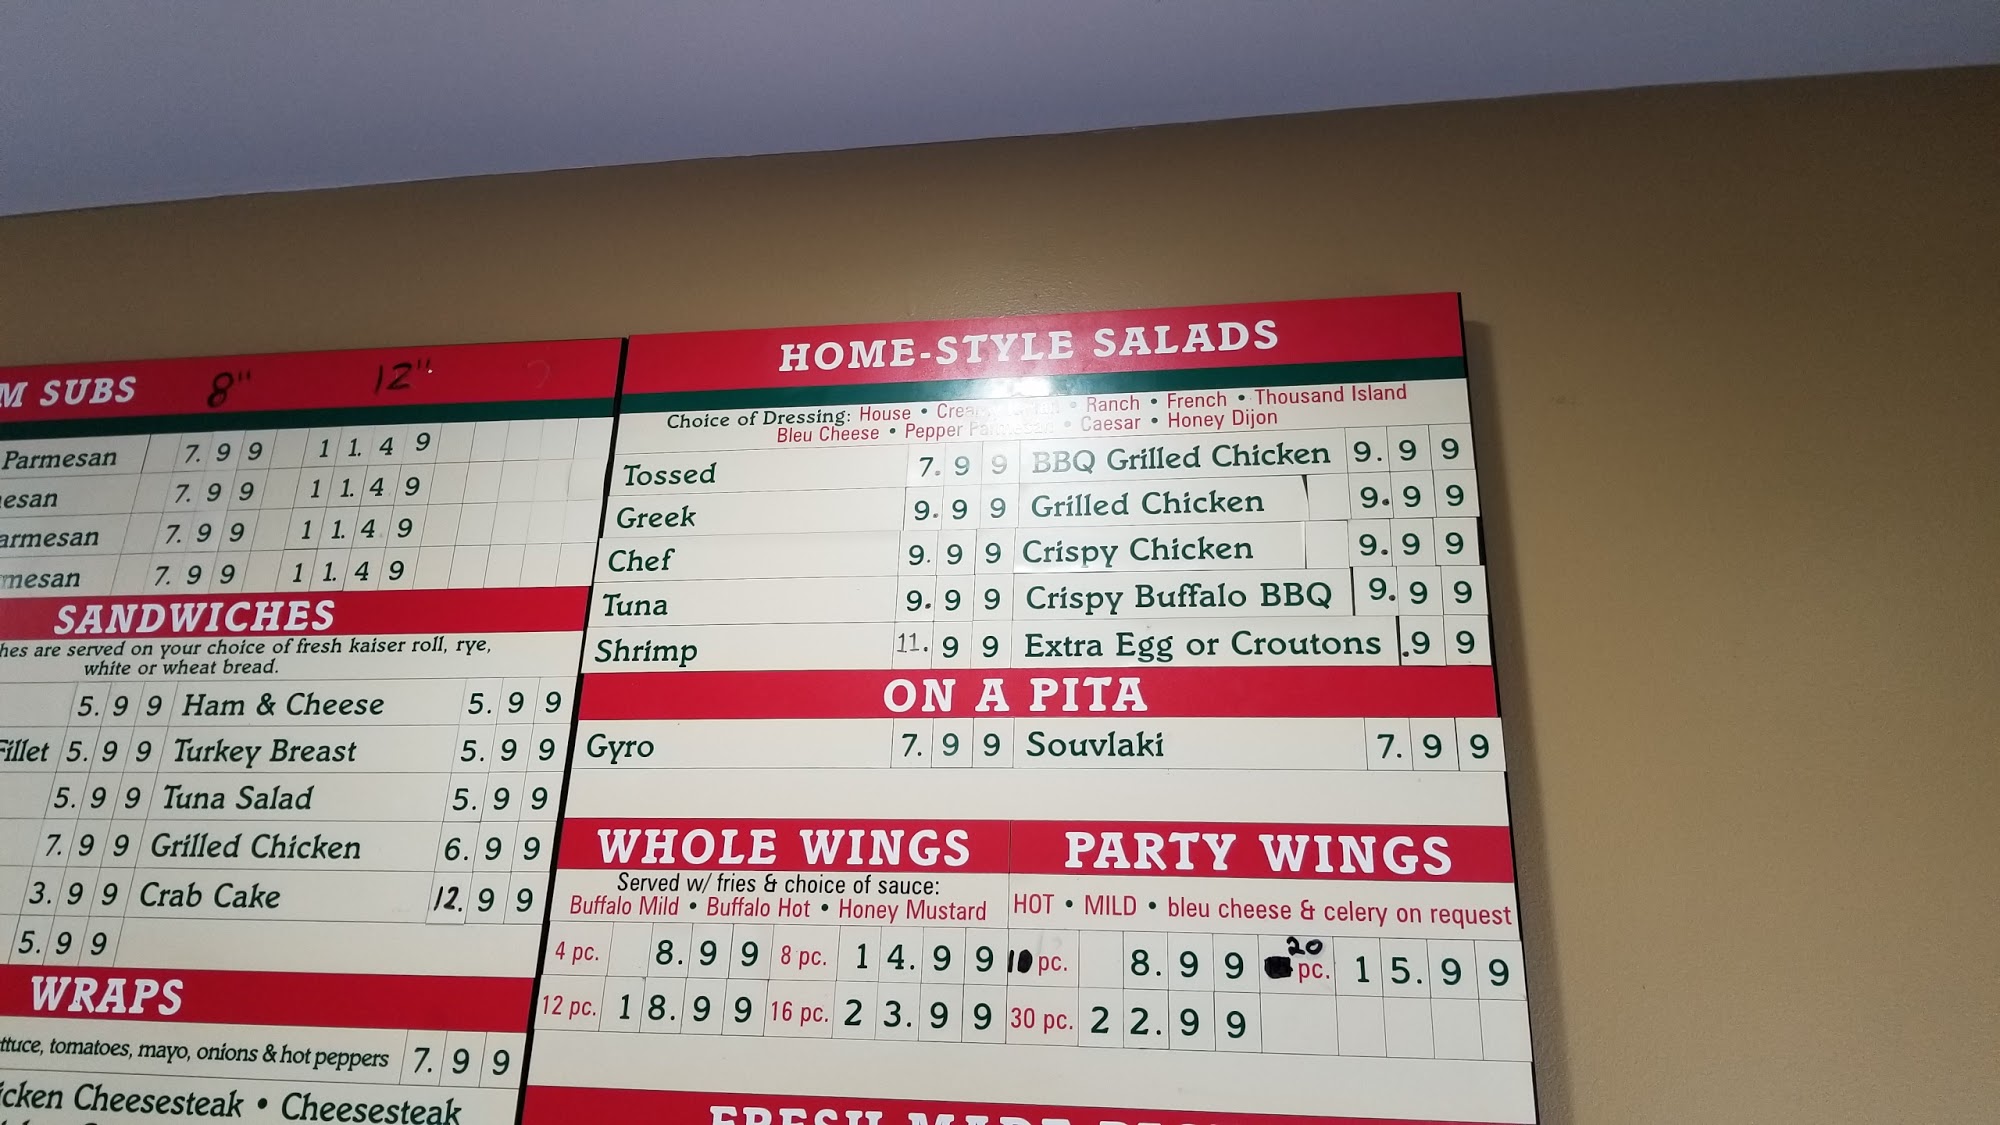 M SUBS 8" 12"
Parmesan 7.99 11.49
esan 7.99 11.49
armesan 7.99 11.49
mesan 7.99 11.49
SANDWICHES
hes are served on your choice of fresh kaiser roll, rye,
white or wheat bread.
5.99 Ham & Cheese 5.99
Fillet 5.99 Turkey Breast 5.99
5.99 Tuna Salad 5.99
7.99 Grilled Chicken 6.99
3.99 Crab Cake 12.99
5.99
WRAPS
ttuce, tomatoes, mayo, onions & hot peppers 7.99
icken Cheesesteak • Cheesesteak
HOME-STYLE SALADS
Choice of Dressing: House • • Ranch • French • Thousand Island
Bleu Cheese • Pepper Parmesan • Caesar • Honey Dijon
Tossed 7.99 BBQ Grilled Chicken 9.99
Greek 9.99 Grilled Chicken 9.99
Chef 9.99 Crispy Chicken 9.99
Tuna 9.99 Crispy Buffalo BBQ 9.99
Shrimp 11.99 Extra Egg or Croutons .99
ON A PITA
Gyro 7.99 Souvlaki 7.99
WHOLE WINGS
Served w/ fries & choice of sauce:
Buffalo Mild • Buffalo Hot • Honey Mustard
4 pc. 8.99 8 pc. 14.99
12 pc. 18.99 16 pc. 23.99
PARTY WINGS
HOT • MILD • bleu cheese & celery on request
10 pc. 8.99 20 pc. 15.99
30 pc. 22.99
FRESH MADE